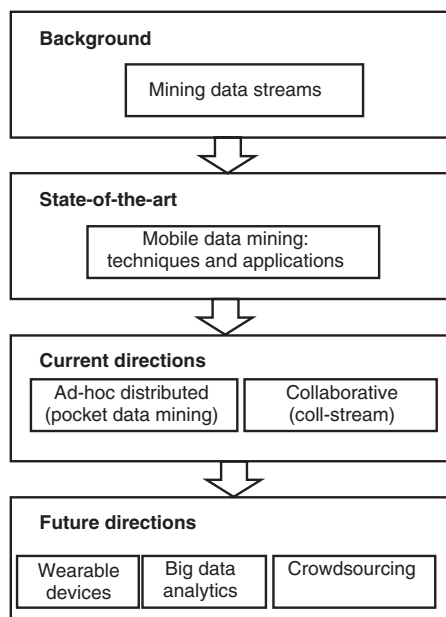 Background
Mining data streams
State-of-the-art
Mobile data mining:
techniques and applications
Current directions
Ad-hoc distributed
(pocket data mining)
Collaborative
(coll-stream)
Future directions
Wearable
devices
Big data
analytics
Crowdsourcing